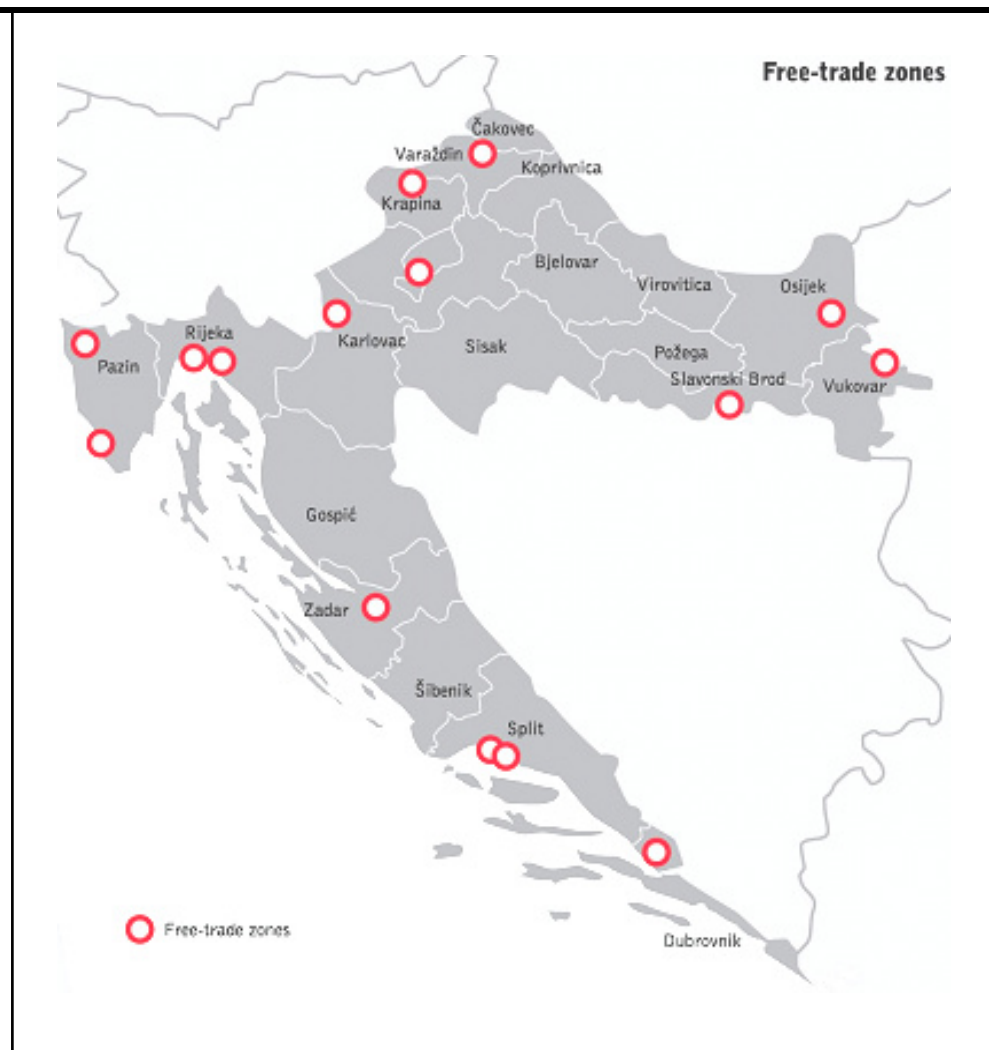 Free-trade zones
Čakovec
Varaždin
Koprivnica
Krapina
Bjelovar
Virovitica
Osijek
Rijeka
Karlovac
Sisak
Požega
Pazin
Slavonski Brod
Vukovar
Gospić
Zadar
Šibenik
Split
Free-trade zones
Dubrovnik